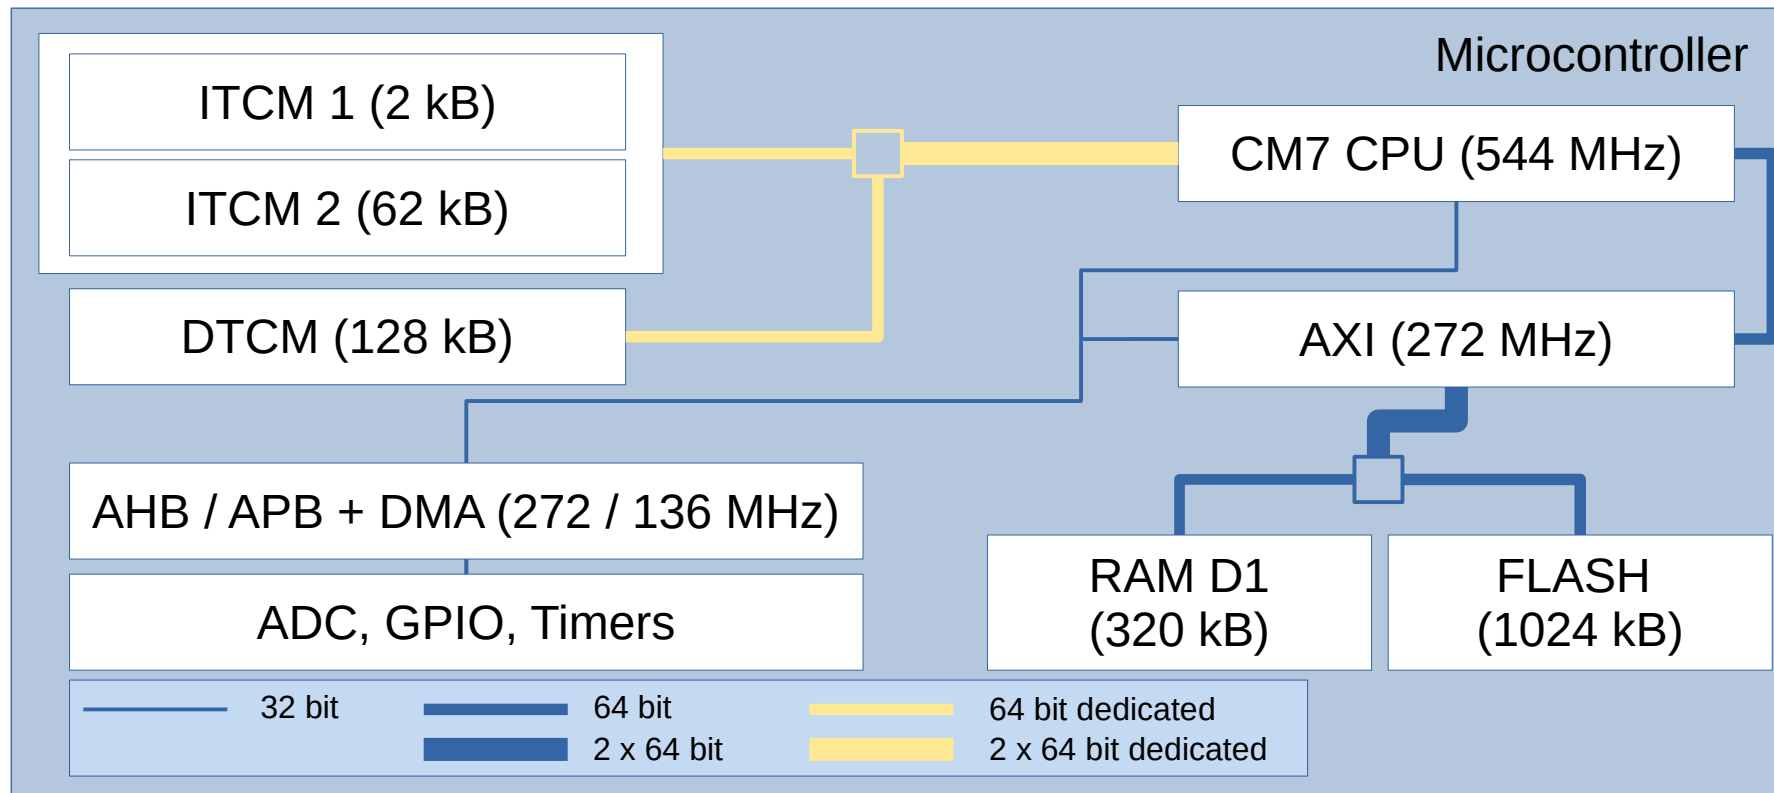 Microcontroller
ITCM 1 (2 kB)
ITCM 2 (62 kB)
DTCM (128 kB)
CM7 CPU (544 MHz)
AXI (272 MHz)
AHB / APB + DMA (272 / 136 MHz)
ADC, GPIO, Timers
RAM D1
(320 kB)
FLASH
(1024 kB)
32 bit
64 bit
2 x 64 bit
64 bit dedicated
2 x 64 bit dedicated